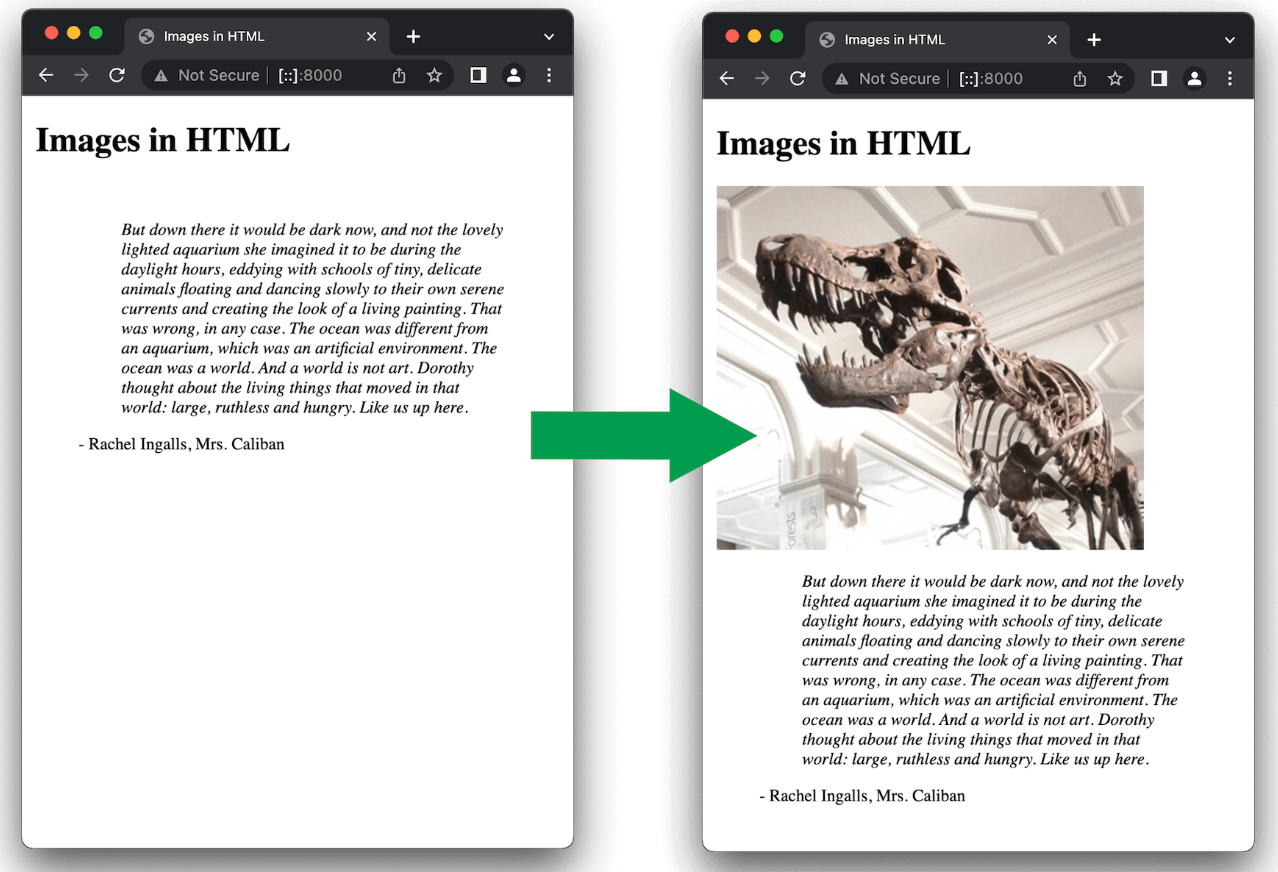 Images in HTML
Not Secure [::]:8000
Images in HTML
But down there it would be dark now, and not the lovely
lighted aquarium she imagined it to be during the
daylight hours, eddying with schools of tiny, delicate
animals floating and dancing slowly to their own serene
currents and creating the look of a living painting. That
was wrong, in any case. The ocean was different from
an aquarium, which was an artificial environment. The
ocean was a world. And a world is not art. Dorothy
thought about the living things that moved in that
world: large, ruthless and hungry. Like us up here.
- Rachel Ingalls, Mrs. Caliban
Images in HTML
Not Secure [::]:8000
Images in HTML
Forests
But down there it would be dark now, and not the lovely
lighted aquarium she imagined it to be during the
daylight hours, eddying with schools of tiny, delicate
animals floating and dancing slowly to their own serene
currents and creating the look of a living painting. That
was wrong, in any case. The ocean was different from
an aquarium, which was an artificial environment. The
ocean was a world. And a world is not art. Dorothy
thought about the living things that moved in that
world: large, ruthless and hungry. Like us up here.
- Rachel Ingalls, Mrs. Caliban